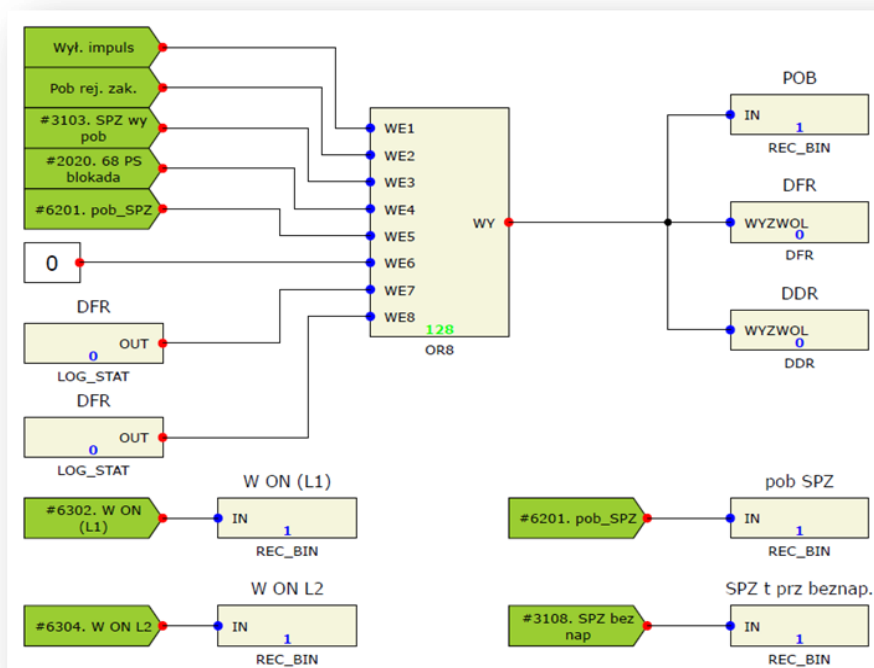 Wył. impuls
Pob rej. zak.
#3103. SPZ wy
pob
#2020. 68 PS
blokada
#6201. pob_SPZ
0
DFR
OUT
0
LOG_STAT
DFR
OUT
0
LOG_STAT
WE1
WE2
WE3
WE4
WE5
WE6
WE7
WE8
WY
128
OR8
POB
IN
1
REC_BIN
DFR
WYZWOL
0
DFR
DDR
WYZWOL
0
DDR
W ON (L1)
#6302. W ON
(L1)
IN
1
REC_BIN
pob SPZ
#6201. pob_SPZ
IN
1
REC_BIN
W ON L2
#6304. W ON L2
IN
1
REC_BIN
SPZ t prz beznap.
#3108. SPZ bez
nap
IN
1
REC_BIN